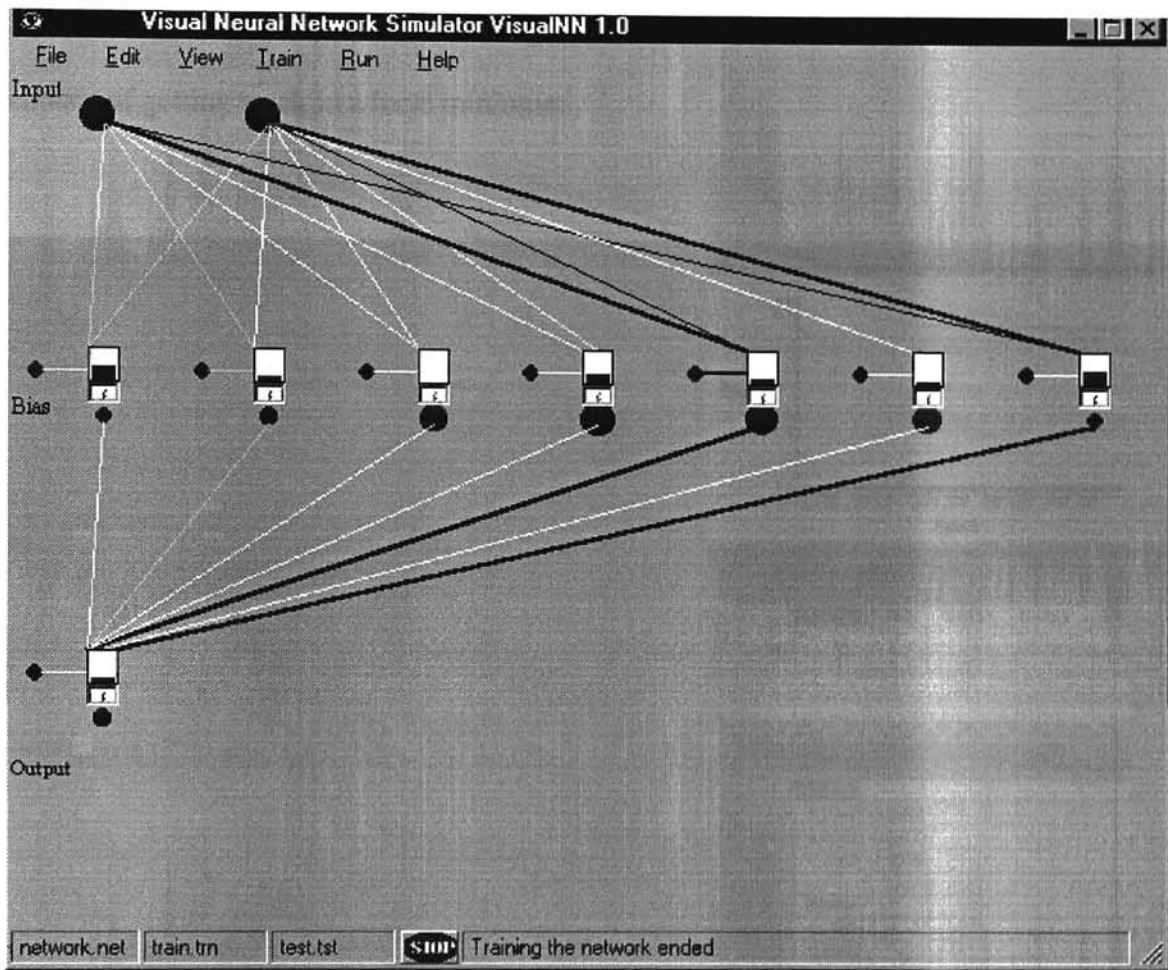 Visual Neural Network Simulator VisualNN 1.0
File Edit View Train Run Help
Input
Bias
Output
network.net train.trn test.tst STOP Training the network ended